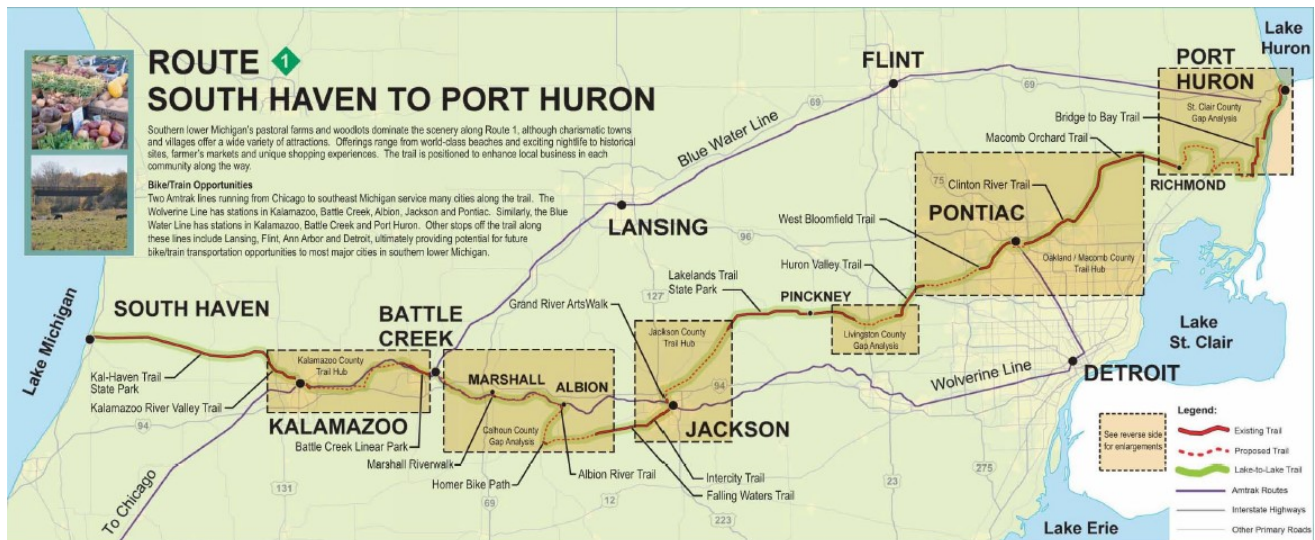 ROUTE 1
SOUTH HAVEN TO PORT HURON
Southern lower Michigan's pastoral farms and woodlots dominate the scenery along Route 1, although charismatic towns
and villages offer a wide variety of attractions. Offerings range from world-class beaches and exciting nightlife to historical
sites, farmer's markets and unique shopping experiences. The trail is positioned to enhance local business in each
community along the way.
Bike/Train Opportunities
Two Amtrak lines running from Chicago to southeast Michigan service many cities along the trail. The
Wolverine Line has stations in Kalamazoo, Battle Creek, Albion, Jackson and Pontiac. Similarly, the Blue
Water Line has stations in Kalamazoo, Battle Creek and Port Huron. Other stops off the trail along
these lines include Lansing, Flint, Ann Arbor and Detroit, ultimately providing potential for future
bike/train transportation opportunities to most major cities in southern lower Michigan.
Lake
Huron
PORT
HURON
St. Clair County
Gap Analysis
FLINT
69
69
Blue Water Line
Bridge to Bay Trail
Macomb Orchard Trail
RICHMOND
75
Clinton River Trail
PONTIAC
West Bloomfield Trail
Oakland / Macomb County
Trail Hub
LANSING
96
Huron Valley Trail
Lakelands Trail
State Park
127
PINCKNEY
Grand River ArtsWalk
Livingston County
Gap Analysis
Jackson County
Trail Hub
Lake Michigan
SOUTH HAVEN
BATTLE
CREEK
Kalamazoo County
Trail Hub
Kal-Haven Trail
State Park
Kalamazoo River Valley Trail
KALAMAZOO
94
Battle Creek Linear Park
MARSHALL
ALBION
Calhoun County
Gap Analysis
Marshall Riverwalk
Homer Bike Path
Albion River Trail
94
JACKSON
Intercity Trail
Falling Waters Trail
Wolverine Line
DETROIT
Lake
St. Clair
To Chicago
131
69
12
223
23
275
Lake Erie
See reverse side
for enlargements
Legend:
Existing Trail
Proposed Trail
Lake-to-Lake Trail
Amtrak Routes
Interstate Highways
Other Primary Roads